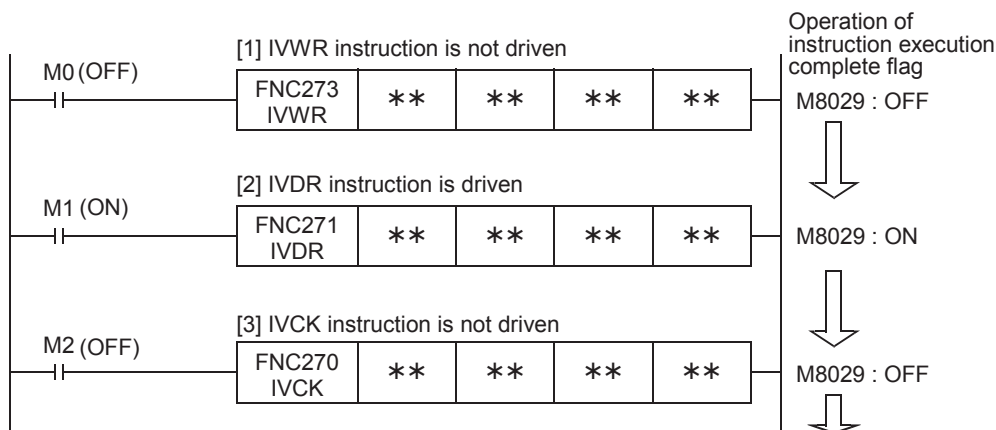 Operation of
instruction execution
complete flag
[1] IVWR instruction is not driven
M0 (OFF)
FNC273
IVWR
** ** ** **
M8029 : OFF
[2] IVDR instruction is driven
M1 (ON)
FNC271
IVDR
** ** ** **
M8029 : ON
[3] IVCK instruction is not driven
M2 (OFF)
FNC270
IVCK
** ** ** **
M8029 : OFF